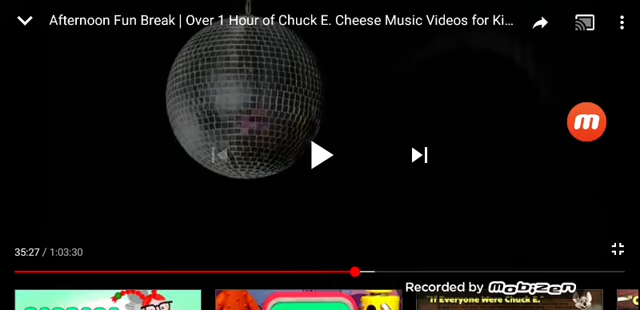 Afternoon Fun Break | Over 1 Hour of Chuck E. Cheese Music Videos for Ki...
m
35:27 / 1:03:30
Recorded by mobizen
"If Everyone Were Chuck E."